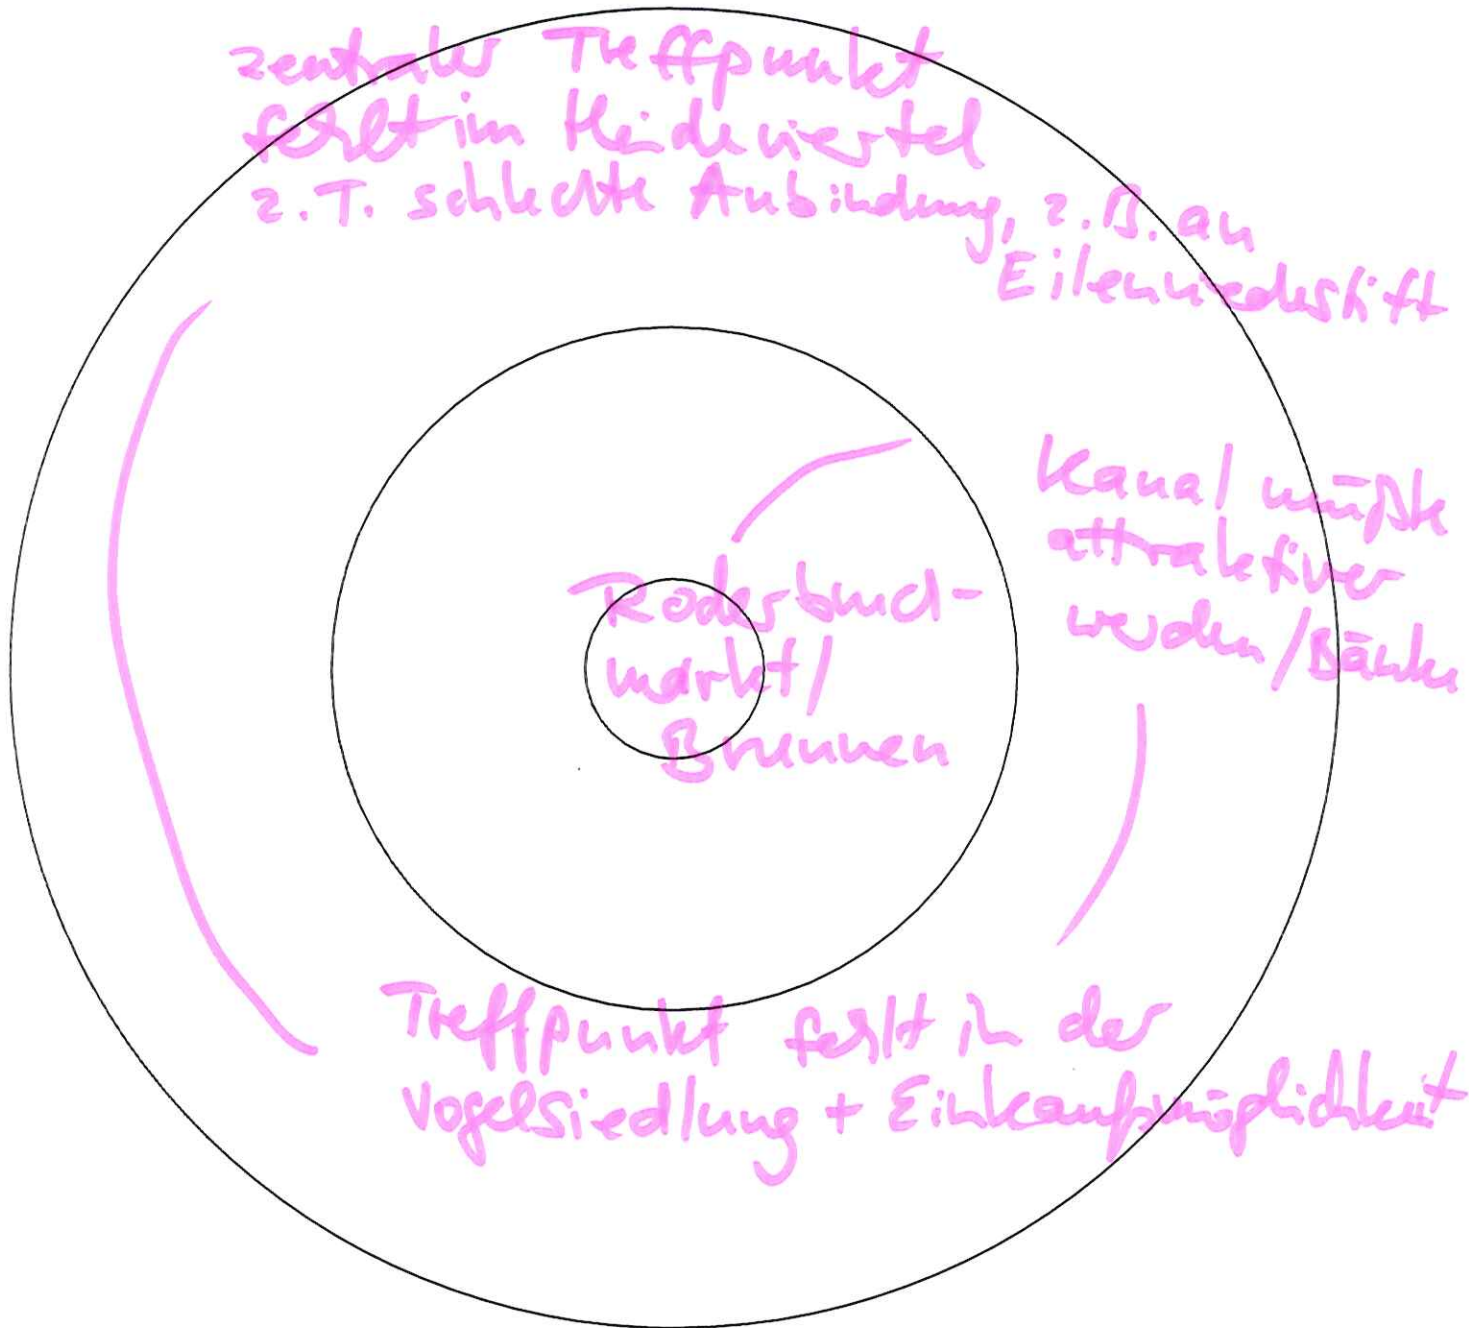 zentraler Treffpunkt
fehlt im Heideviertel
z.T. schlechte Anbindung, z.B. an
Eilenriedestift
Kanal müßte
attraktiver
werden/Bänke
Roderbruch-
markt/
Brunnen
Treffpunkt fehlt in der
Vogelsiedlung + Einkaufsmöglichkeit